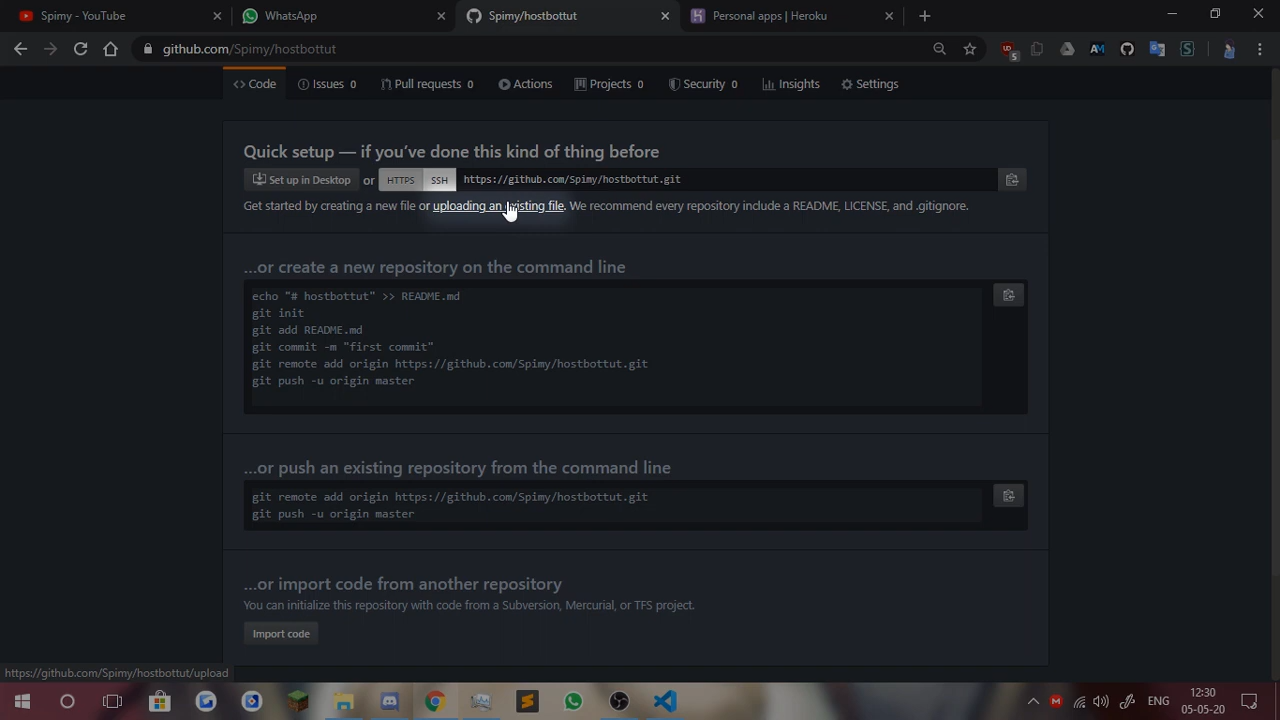 Spimy - YouTube
WhatsApp
Spimy/hostbottut
Personal apps | Heroku
github.com/Spimy/hostbottut
5
Code
Issues 0
Pull requests 0
Actions
Projects 0
Security 0
Insights
Settings
Quick setup — if you've done this kind of thing before
Set up in Desktop or HTTPS SSH https://github.com/Spimy/hostbottut.git
Get started by creating a new file or uploading an existing file. We recommend every repository include a README, LICENSE, and .gitignore.
...or create a new repository on the command line
echo "# hostbottut" >> README.md
git init
git add README.md
git commit -m "first commit"
git remote add origin https://github.com/Spimy/hostbottut.git
git push -u origin master
...or push an existing repository from the command line
git remote add origin https://github.com/Spimy/hostbottut.git
git push -u origin master
...or import code from another repository
You can initialize this repository with code from a Subversion, Mercurial, or TFS project.
Import code
https://github.com/Spimy/hostbottut/upload
ENG
12:30
05-05-20